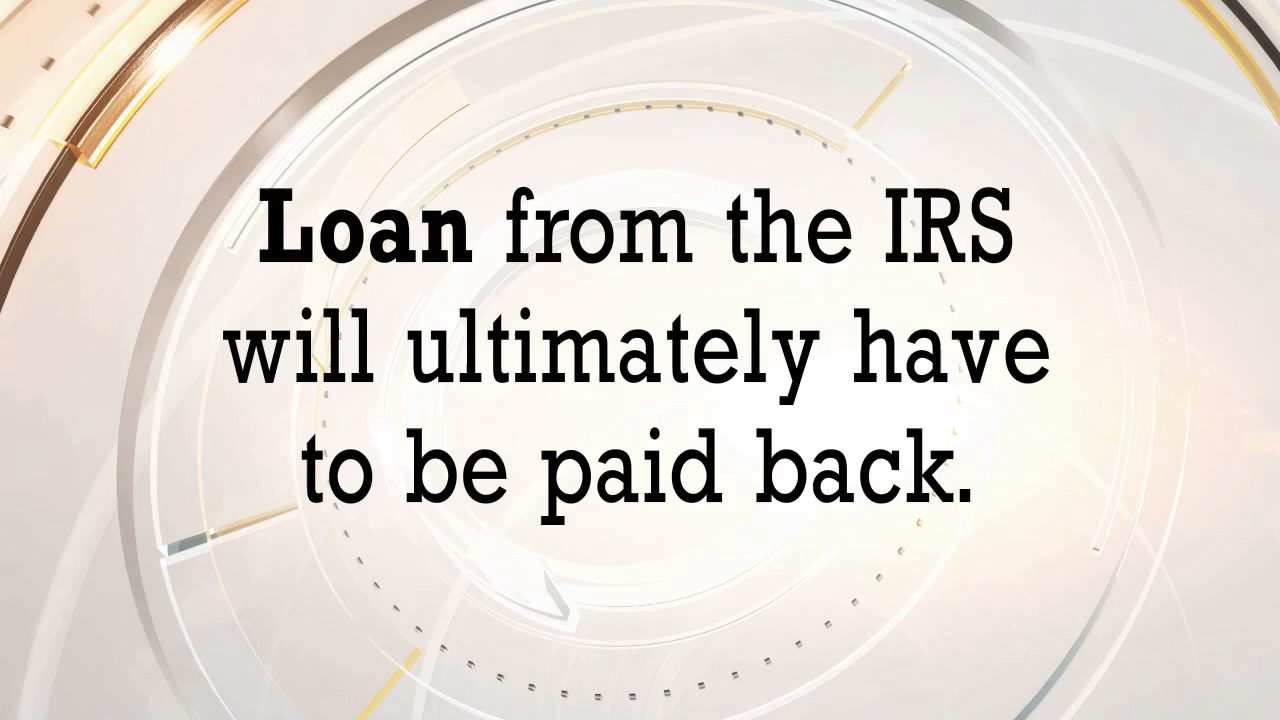 Loan from the IRS
will ultimately have
to be paid back.